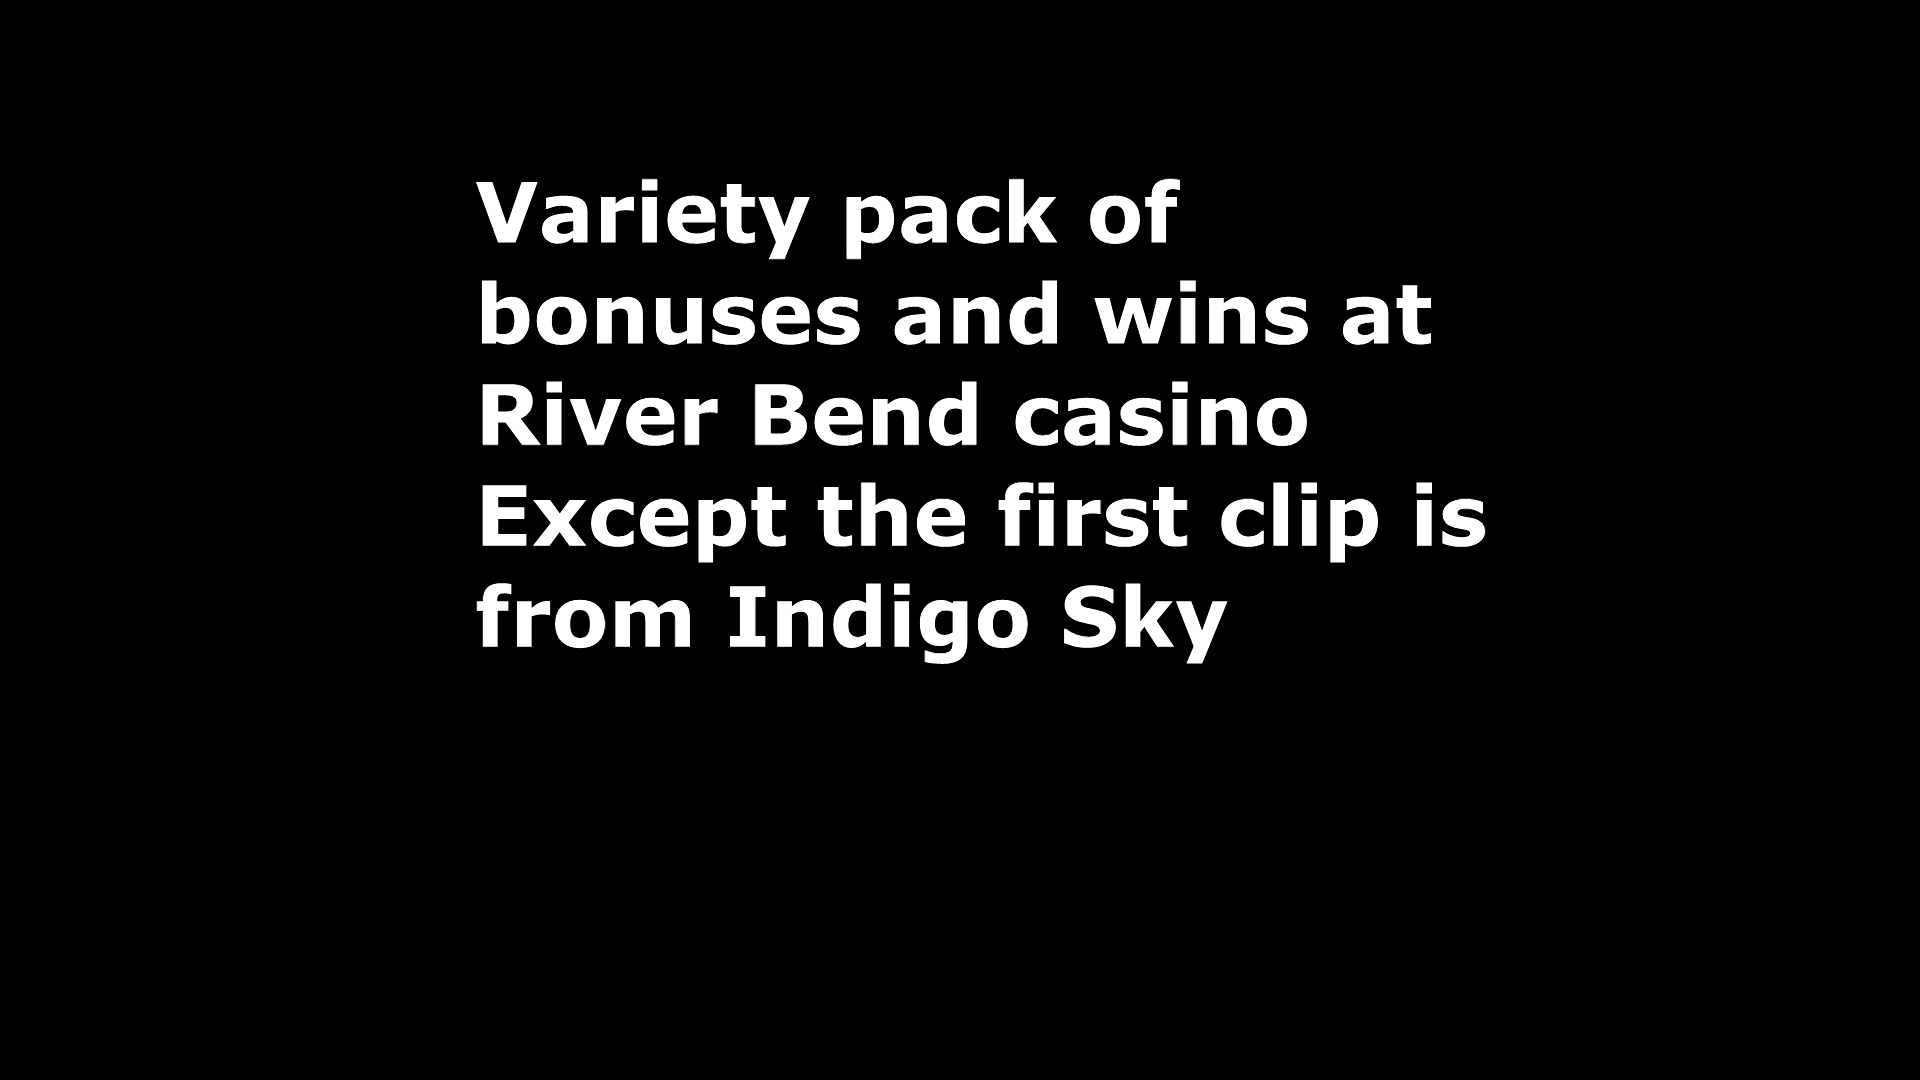 Variety pack of
bonuses and wins at
River Bend casino
Except the first clip is
from Indigo Sky